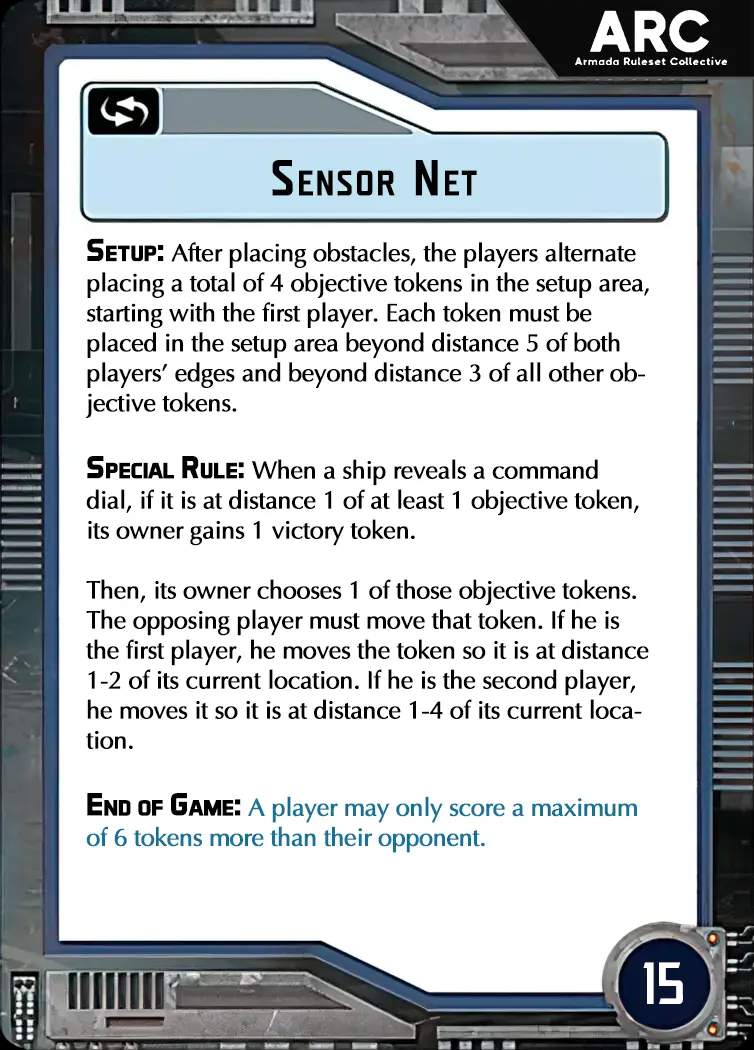 ARC
Armada Ruleset Collective
Sensor Net
Setup: After placing obstacles, the players alternate
placing a total of 4 objective tokens in the setup area,
starting with the first player. Each token must be
placed in the setup area beyond distance 5 of both
players' edges and beyond distance 3 of all other ob-
jective tokens.
Special Rule: When a ship reveals a command
dial, if it is at distance 1 of at least 1 objective token,
its owner gains 1 victory token.
Then, its owner chooses 1 of those objective tokens.
The opposing player must move that token. If he is
the first player, he moves the token so it is at distance
1-2 of its current location. If he is the second player,
he moves it so it is at distance 1-4 of its current loca-
tion.
End of Game: A player may only score a maximum
of 6 tokens more than their opponent.
15